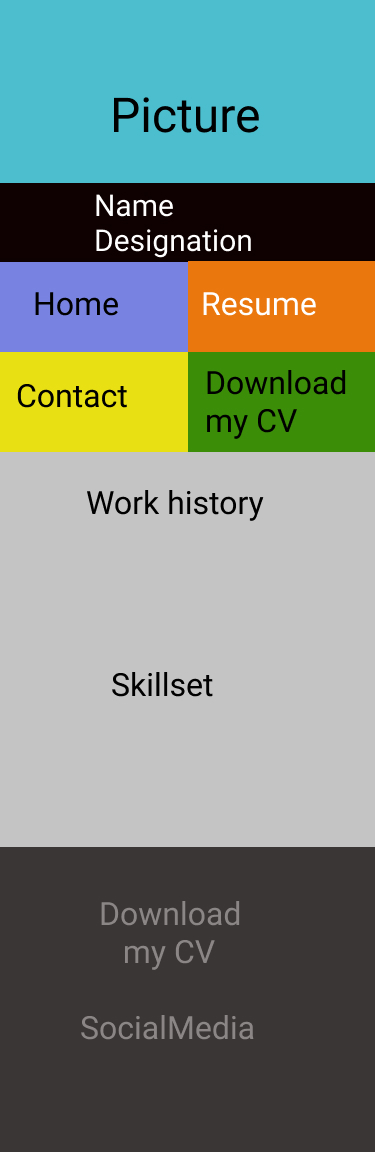 Picture
Name
Designation
Home
Resume
Contact
Download
my CV
Work history
Skillset
Download
my CV
SocialMedia